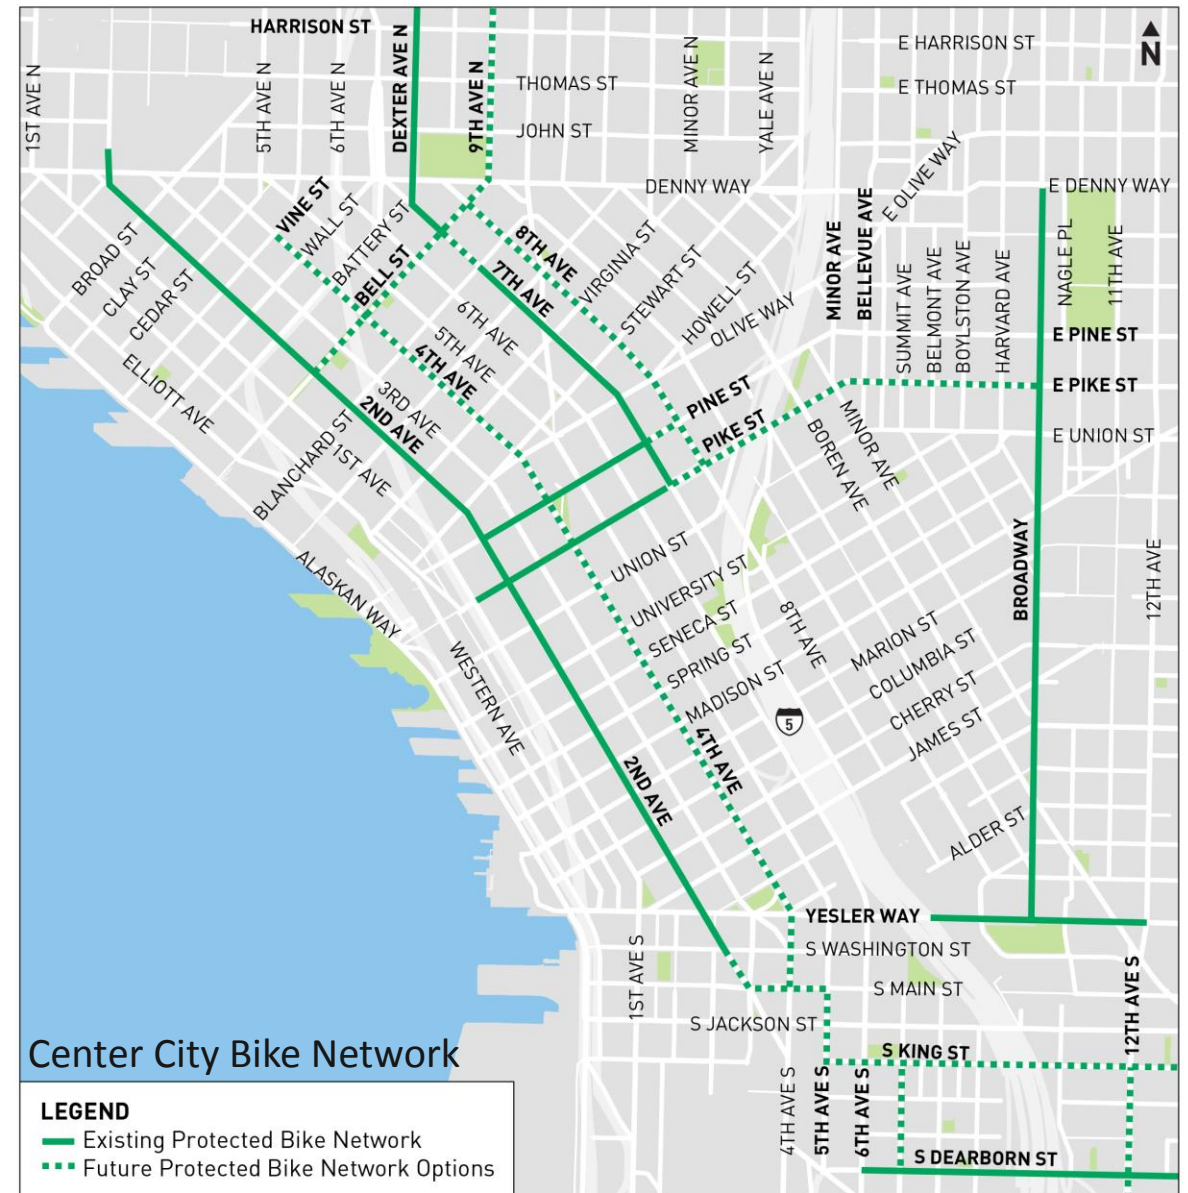 HARRISON ST
E HARRISON ST
N
1ST AVE N
5TH AVE N
6TH AVE N
DEXTER AVE N
9TH AVE N
THOMAS ST
MINOR AVE N
YALE AVE N
E THOMAS ST
JOHN ST
E OLIVE WAY
DENNY WAY
E DENNY WAY
VINE ST
WALL ST
BATTERY ST
BELL ST
BROAD ST
CLAY ST
CEDAR ST
8TH AVE
7TH AVE
VIRGINIA ST
STEWART ST
HOWELL ST
OLIVE WAY
MINOR AVE
BELLEVUE AVE
SUMMIT AVE
BELMONT AVE
BOYLSTON AVE
HARVARD AVE
NAGLE PL
11TH AVE
6TH AVE
5TH AVE
4TH AVE
E PINE ST
ELLIOTT AVE
3RD AVE
2ND AVE
1ST AVE
PINE ST
PIKE ST
E PIKE ST
BLANCHARD ST
MINOR AVE
BOREN AVE
E UNION ST
ALASKAN WAY
UNION ST
UNIVERSITY ST
SENECA ST
SPRING ST
MADISON ST
8TH AVE
BROADWAY
12TH AVE
WESTERN AVE
MARION ST
COLUMBIA ST
CHERRY ST
JAMES ST
5
4TH AVE
2ND AVE
ALDER ST
YESLER WAY
S WASHINGTON ST
1ST AVE S
S MAIN ST
12TH AVE S
S JACKSON ST
S KING ST
4TH AVE S
5TH AVE S
6TH AVE S
S DEARBORN ST
Center City Bike Network
LEGEND
Existing Protected Bike Network
Future Protected Bike Network Options